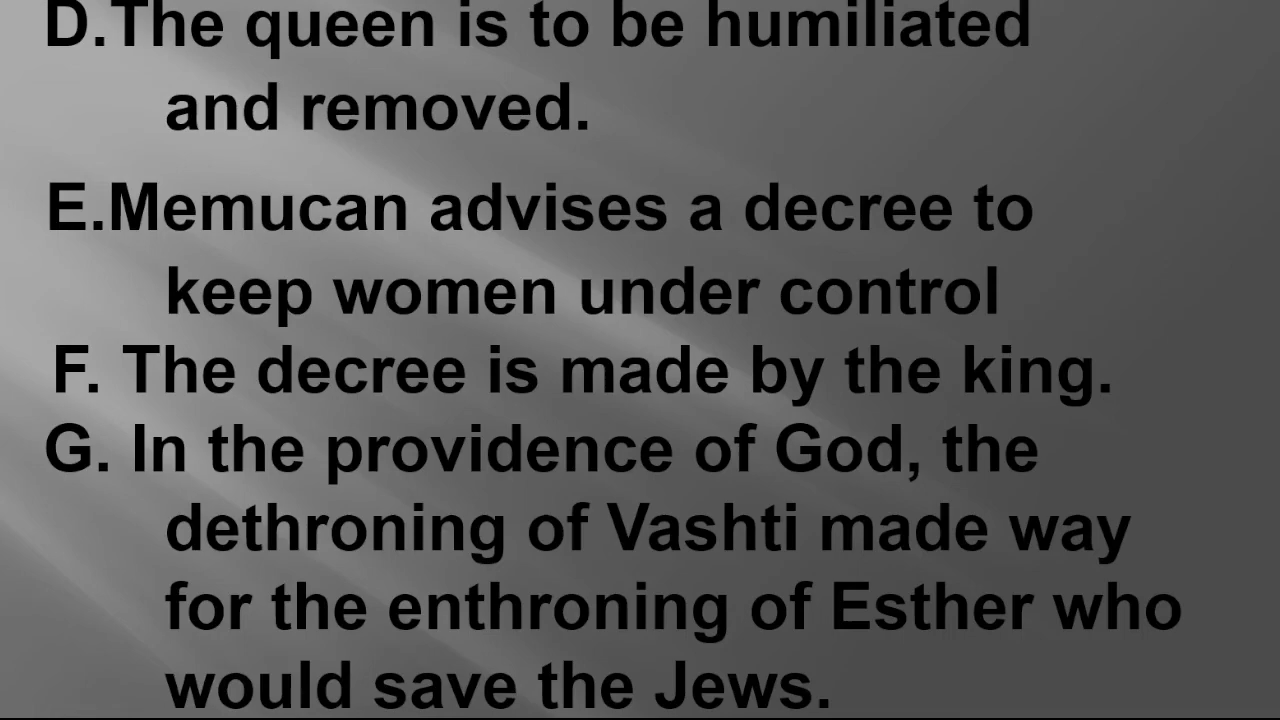 D.The queen is to be humiliated
and removed.
E.Memucan advises a decree to
keep women under control
F. The decree is made by the king.
G. In the providence of God, the
dethroning of Vashti made way
for the enthroning of Esther who
would save the Jews.